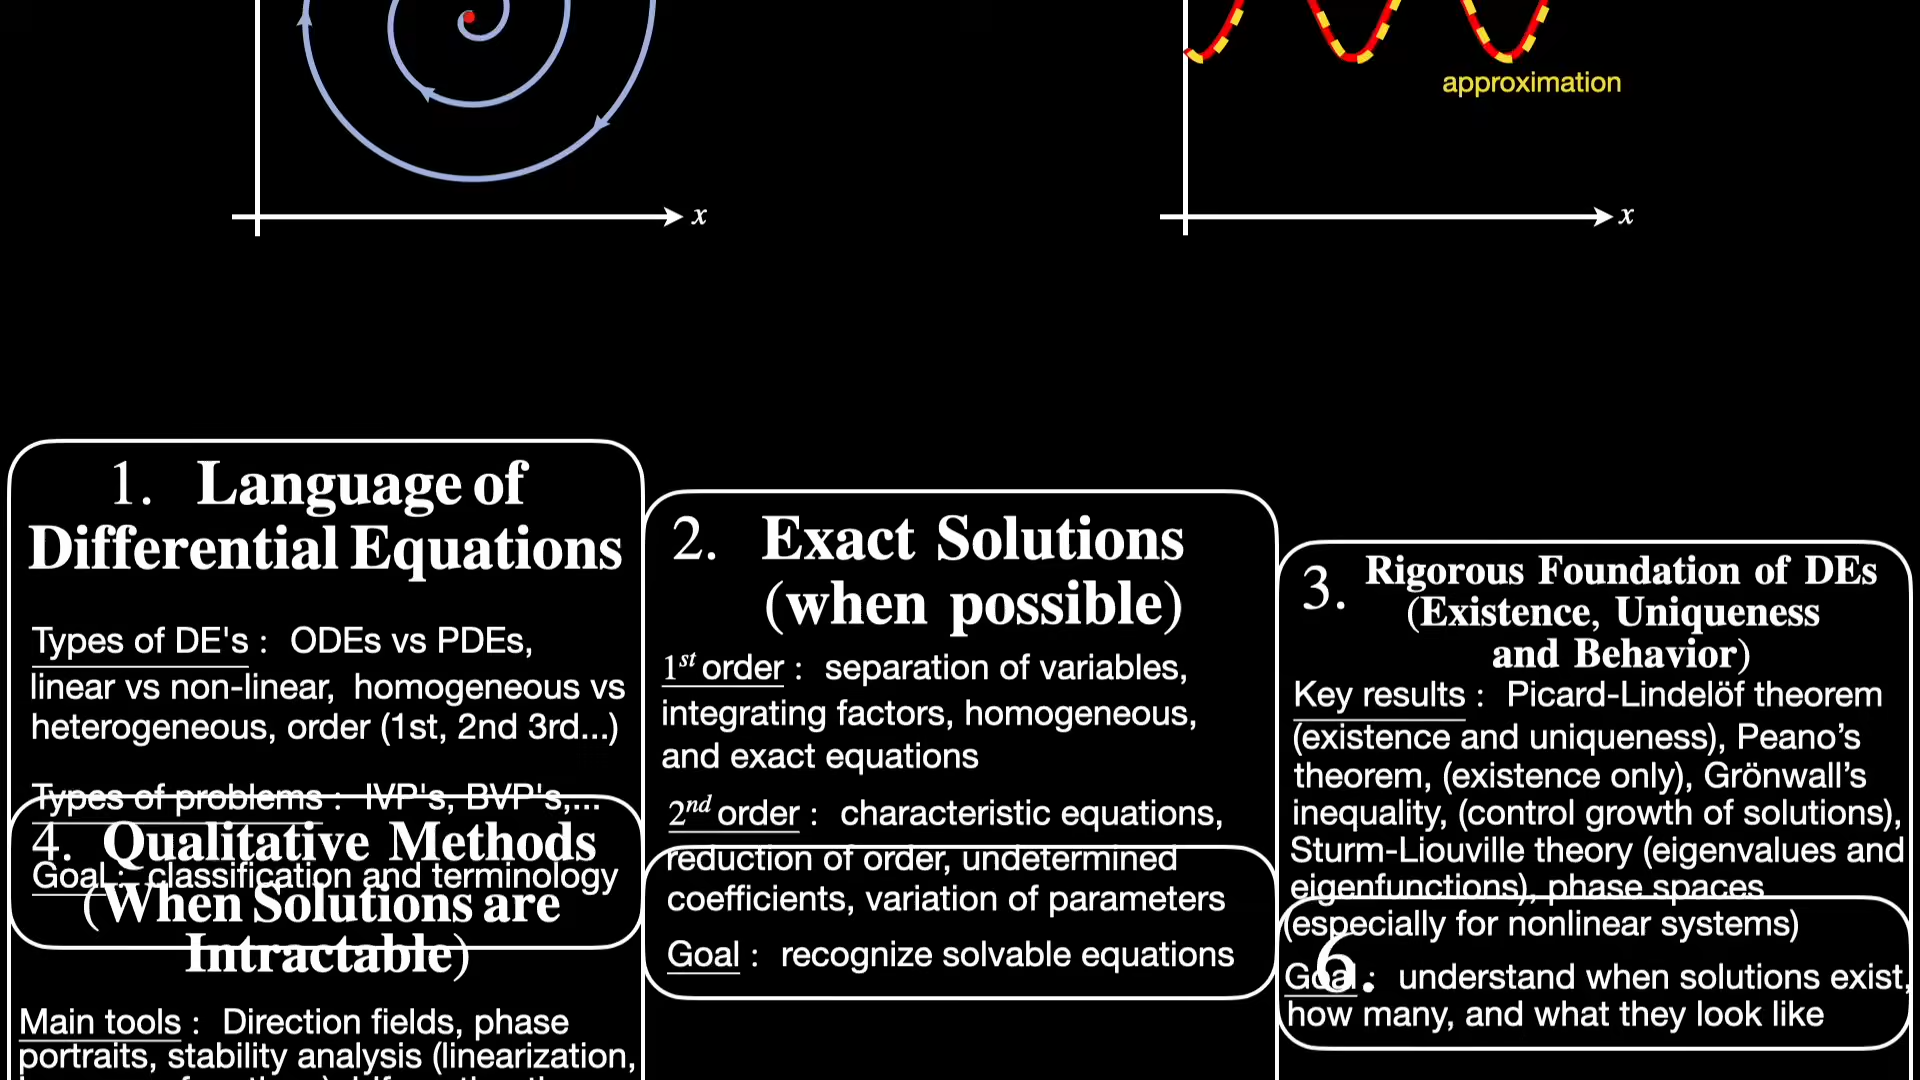 approximation
x
x
1. Language of
Differential Equations
Types of DE's : ODEs vs PDEs,
linear vs non-linear, homogeneous vs
heterogeneous, order (1st, 2nd 3rd...)
Types of problems : IVP's, BVP's,...
Goal : classification and terminology
2. Exact Solutions
(when possible)
1st order : separation of variables,
integrating factors, homogeneous,
and exact equations
2nd order : characteristic equations,
reduction of order, undetermined
coefficients, variation of parameters
Goal : recognize solvable equations
3. Rigorous Foundation of DEs
(Existence, Uniqueness
and Behavior)
Key results : Picard-Lindelöf theorem
(existence and uniqueness), Peano’s
theorem, (existence only), Grönwall’s
inequality, (control growth of solutions),
Sturm-Liouville theory (eigenvalues and
eigenfunctions), phase spaces
(especially for nonlinear systems)
Goal : understand when solutions exist,
how many, and what they look like
4. Qualitative Methods
(When Solutions are
Intractable)
Main tools : Direction fields, phase
portraits, stability analysis (linearization,
6.